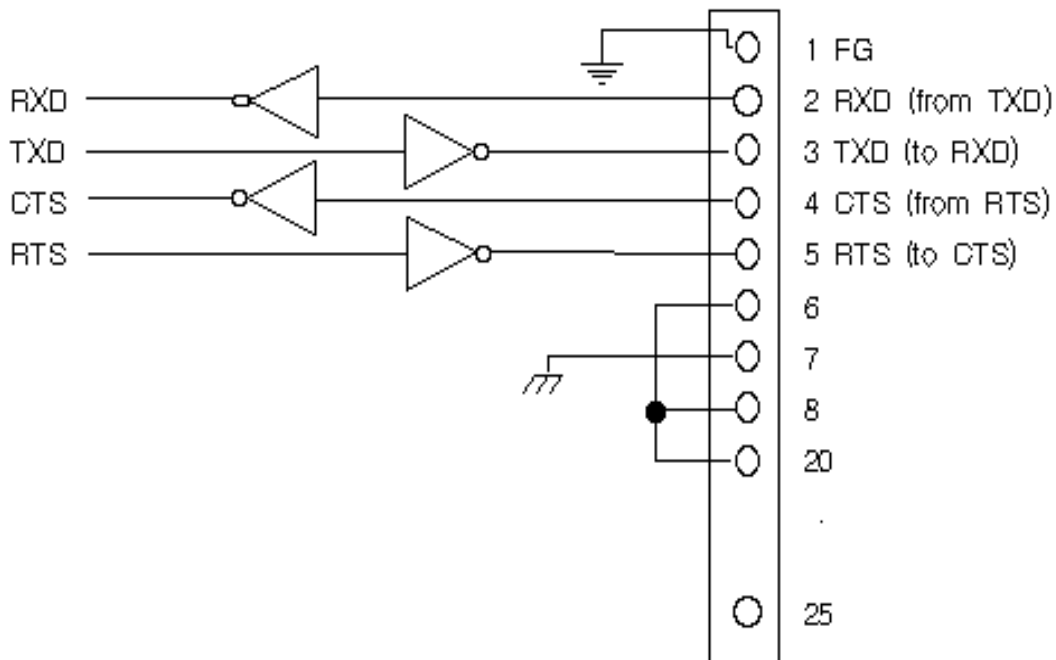 1 FG
RXD
2 RXD (from TXD)
TXD
3 TXD (to RXD)
CTS
4 CTS (from RTS)
RTS
5 RTS (to CTS)
6
7
8
20
.
25